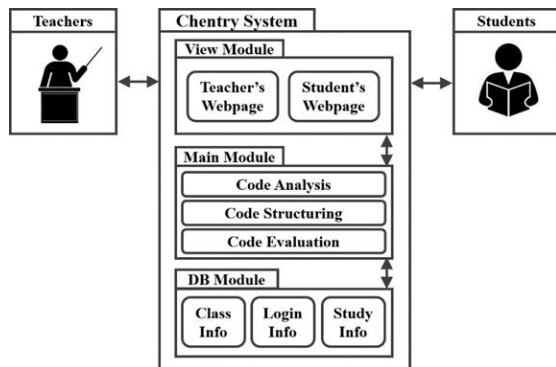 Teachers
Chentry System
Students
View Module
Teacher's
Webpage
Student's
Webpage
Main Module
Code Analysis
Code Structuring
Code Evaluation
DB Module
Class
Info
Login
Info
Study
Info